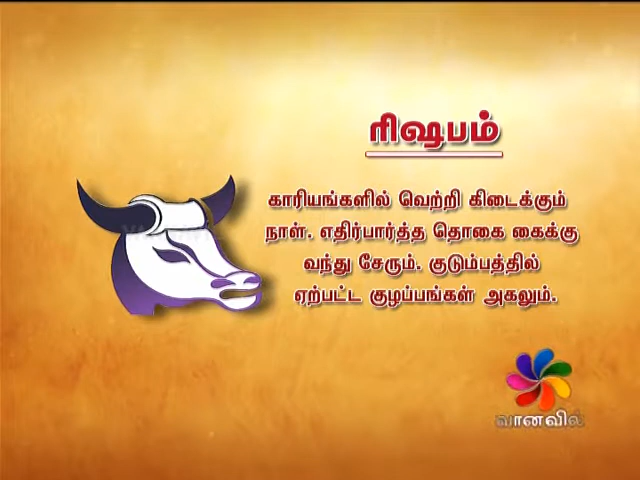 ரிஷபம்
காரியங்களில் வெற்றி கிடைக்கும்
நாள். எதிர்பார்த்த தொகை கைக்கு
வந்து சேரும். குடும்பத்தில்
ஏற்பட்ட குழப்பங்கள் அகலும்.
வானவில்